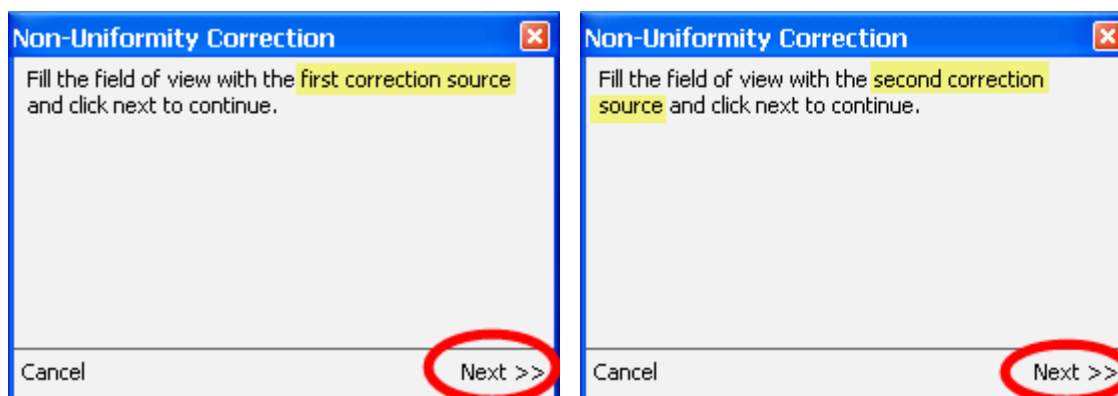 Non-Uniformity Correction
Fill the field of view with the first correction source
and click next to continue.
Cancel
Next >>
Non-Uniformity Correction
Fill the field of view with the second correction
source and click next to continue.
Cancel
Next >>